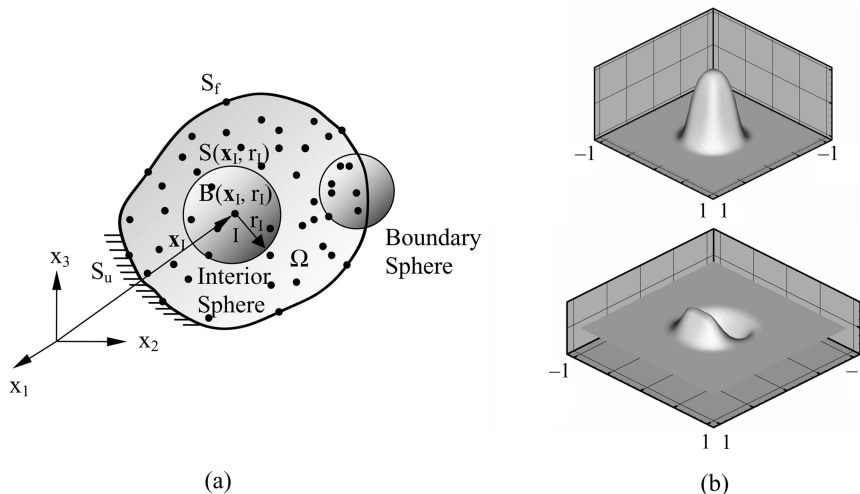 S_f
S(x_I, r_I)
B(x_I, r_I)
r_I
x_I
I
Ω
S_u
Interior
Sphere
Boundary
Sphere
x_3
x_2
x_1
(a)
–1
–1
1 1
–1
–
1 1
(b)